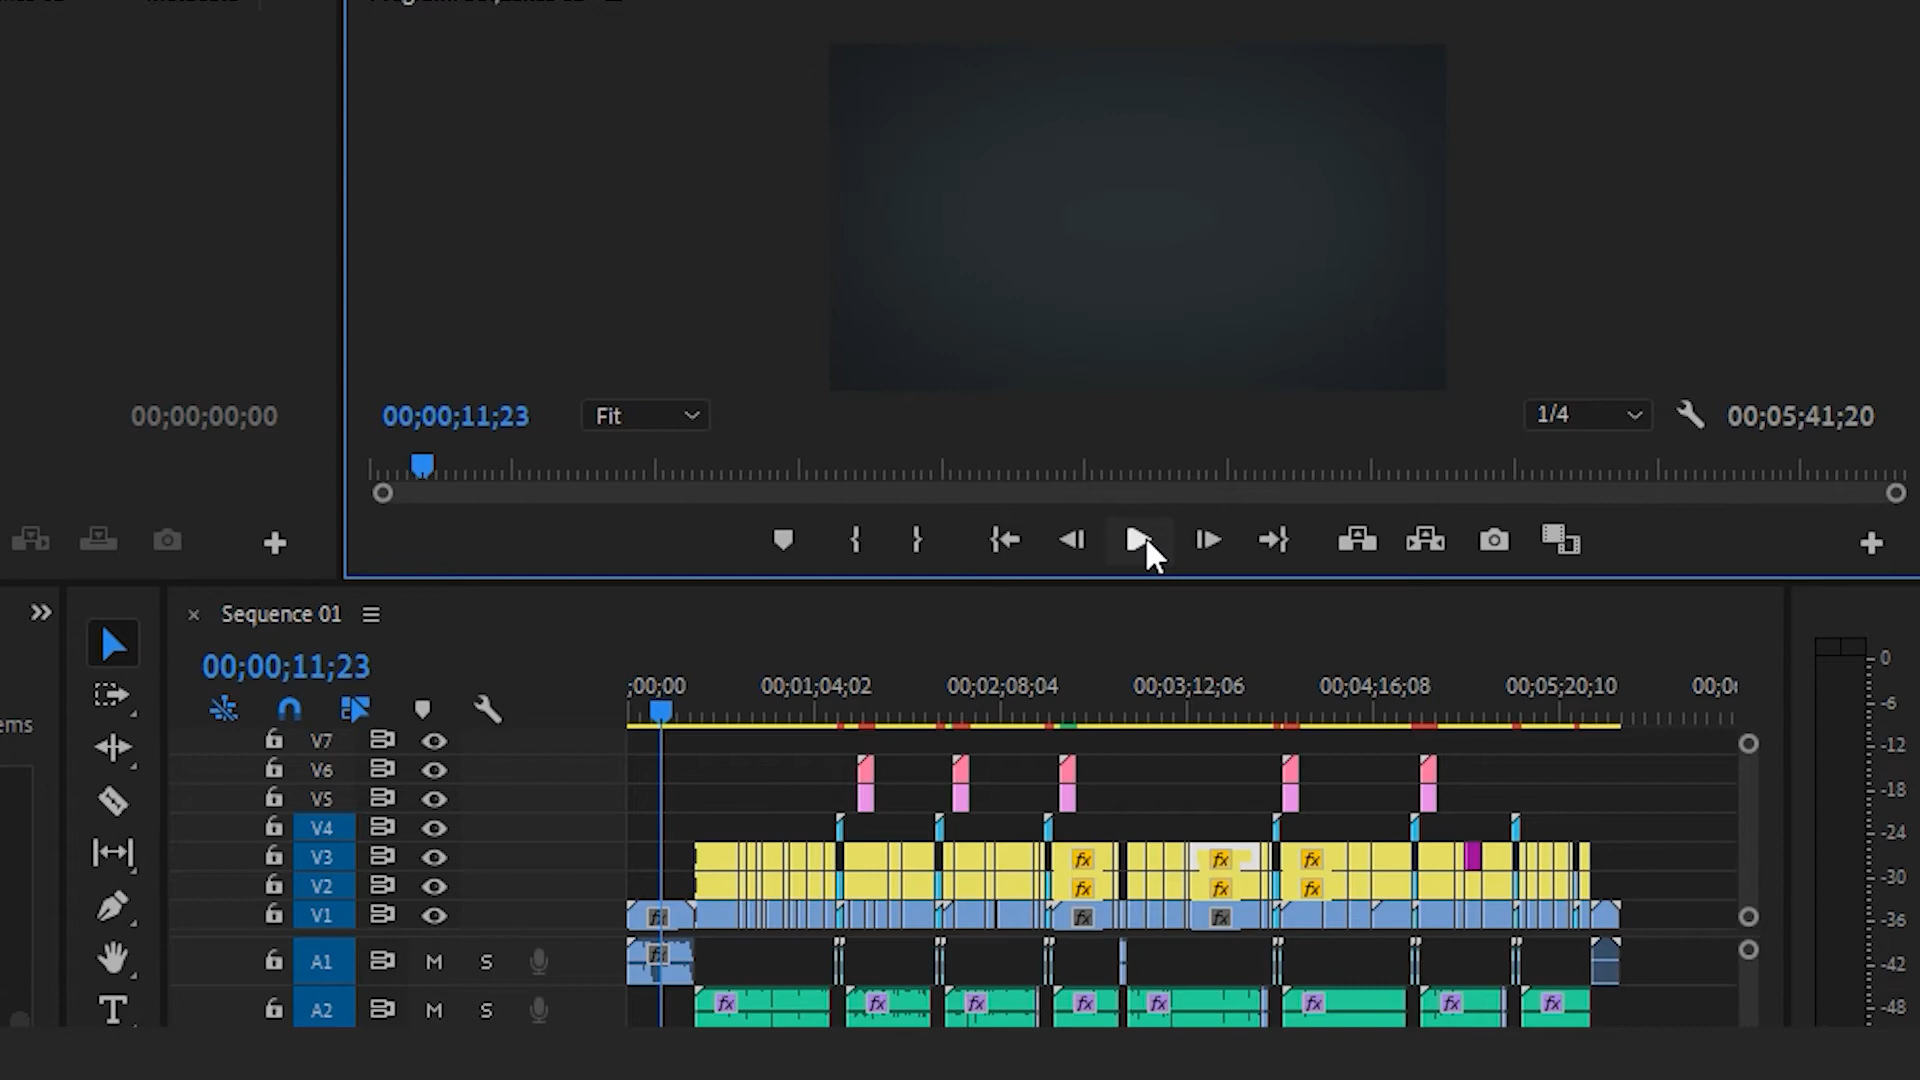 00;00;00;00
00;00;11;23
Fit
1/4
00;05;41;20
Sequence 01
00;00;11;23
;00;00
00;01;04;02
00;02;08;04
00;03;12;06
00;04;16;08
00;05;20;10
ems
V7
V6
V5
V4
V3
fx
fx
fx
V2
fx
fx
fx
V1
fx
fx
fx
A1
M
S
fx
A2
M
S
fx
fx
fx
fx
fx
fx
fx
fx
0
-6
-12
-18
-24
-30
-36
-42
-48